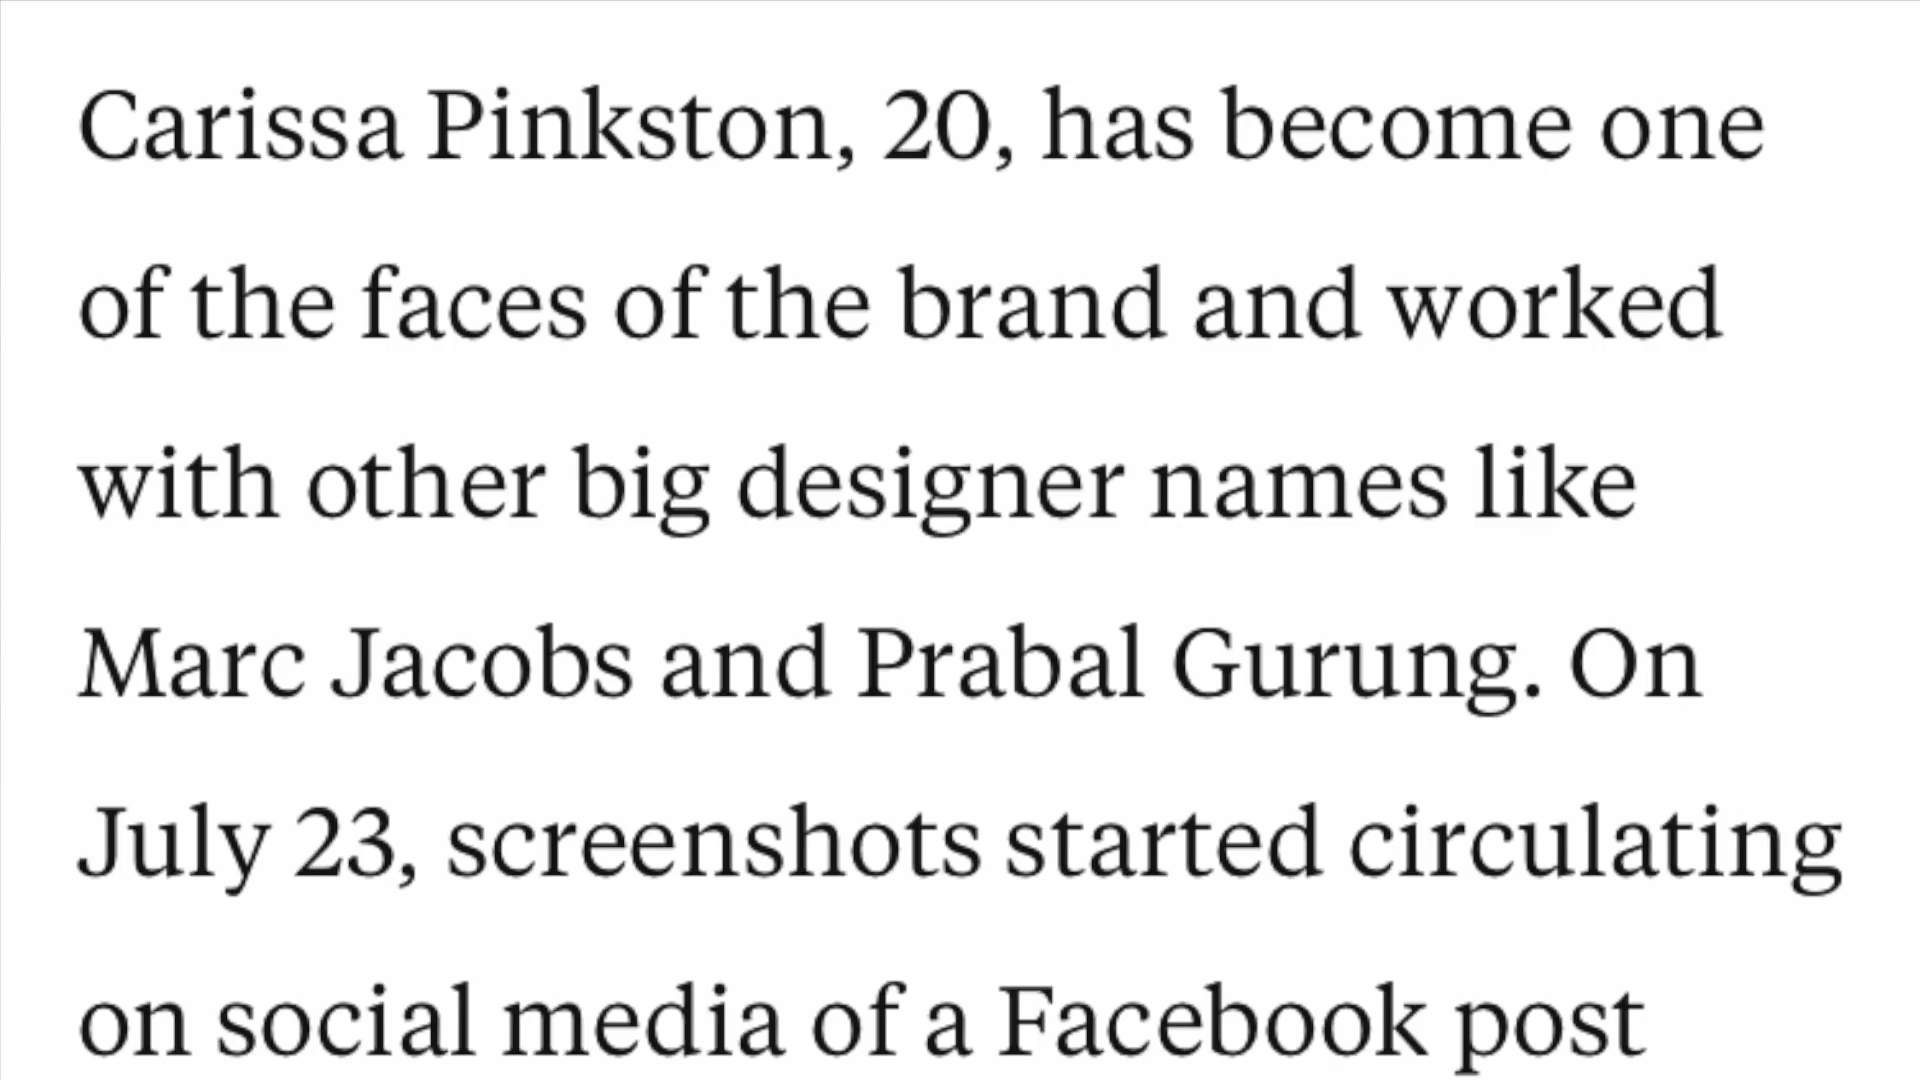 Carissa Pinkston, 20, has become one
of the faces of the brand and worked
with other big designer names like
Marc Jacobs and Prabal Gurung. On
July 23, screenshots started circulating
on social media of a Facebook post